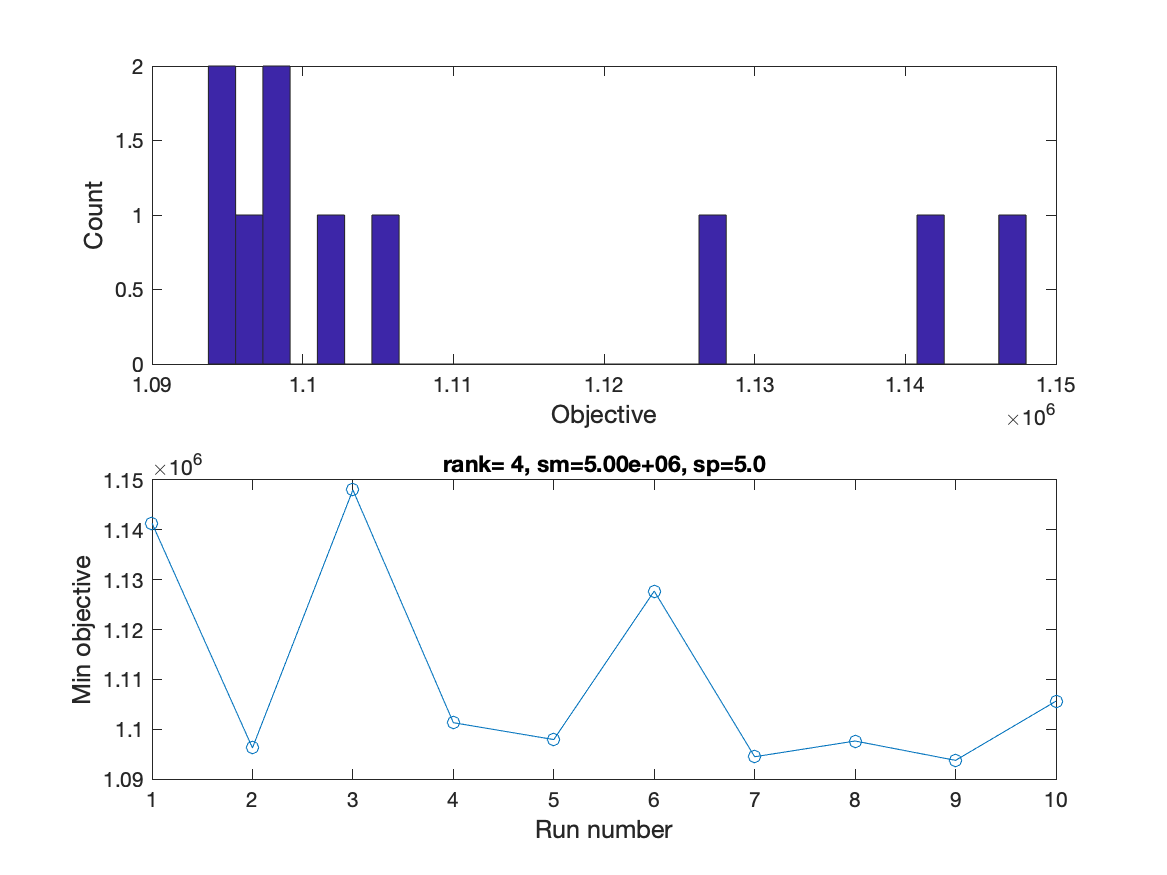 2
1.5
1
0.5
0
Count
1.09 1.1 1.11 1.12 1.13 1.14 1.15
Objective
×10^6
rank= 4, sm=5.00e+06, sp=5.0
×10^6
1.15
1.14
1.13
1.12
1.11
1.1
1.09
Min objective
1 2 3 4 5 6 7 8 9 10
Run number